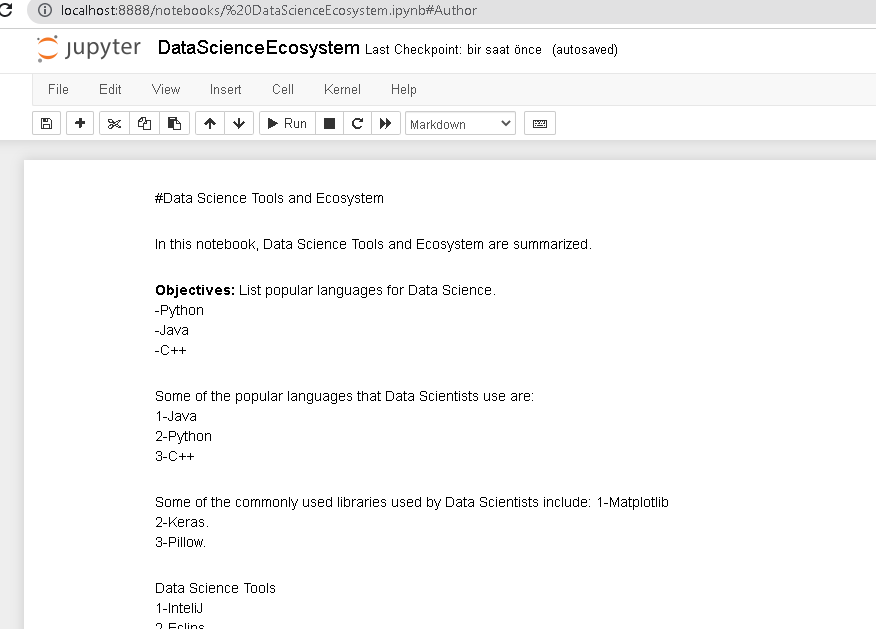 localhost:8888/notebooks/%20DataScienceEcosystem.ipynb#Author
jupyter DataScienceEcosystem Last Checkpoint: bir saat önce (autosaved)
File Edit View Insert Cell Kernel Help
Run Markdown
#Data Science Tools and Ecosystem
In this notebook, Data Science Tools and Ecosystem are summarized.
Objectives: List popular languages for Data Science.
-Python
-Java
-C++
Some of the popular languages that Data Scientists use are:
1-Java
2-Python
3-C++
Some of the commonly used libraries used by Data Scientists include: 1-Matplotlib
2-Keras.
3-Pillow.
Data Science Tools
1-InteliJ
2-Eclips